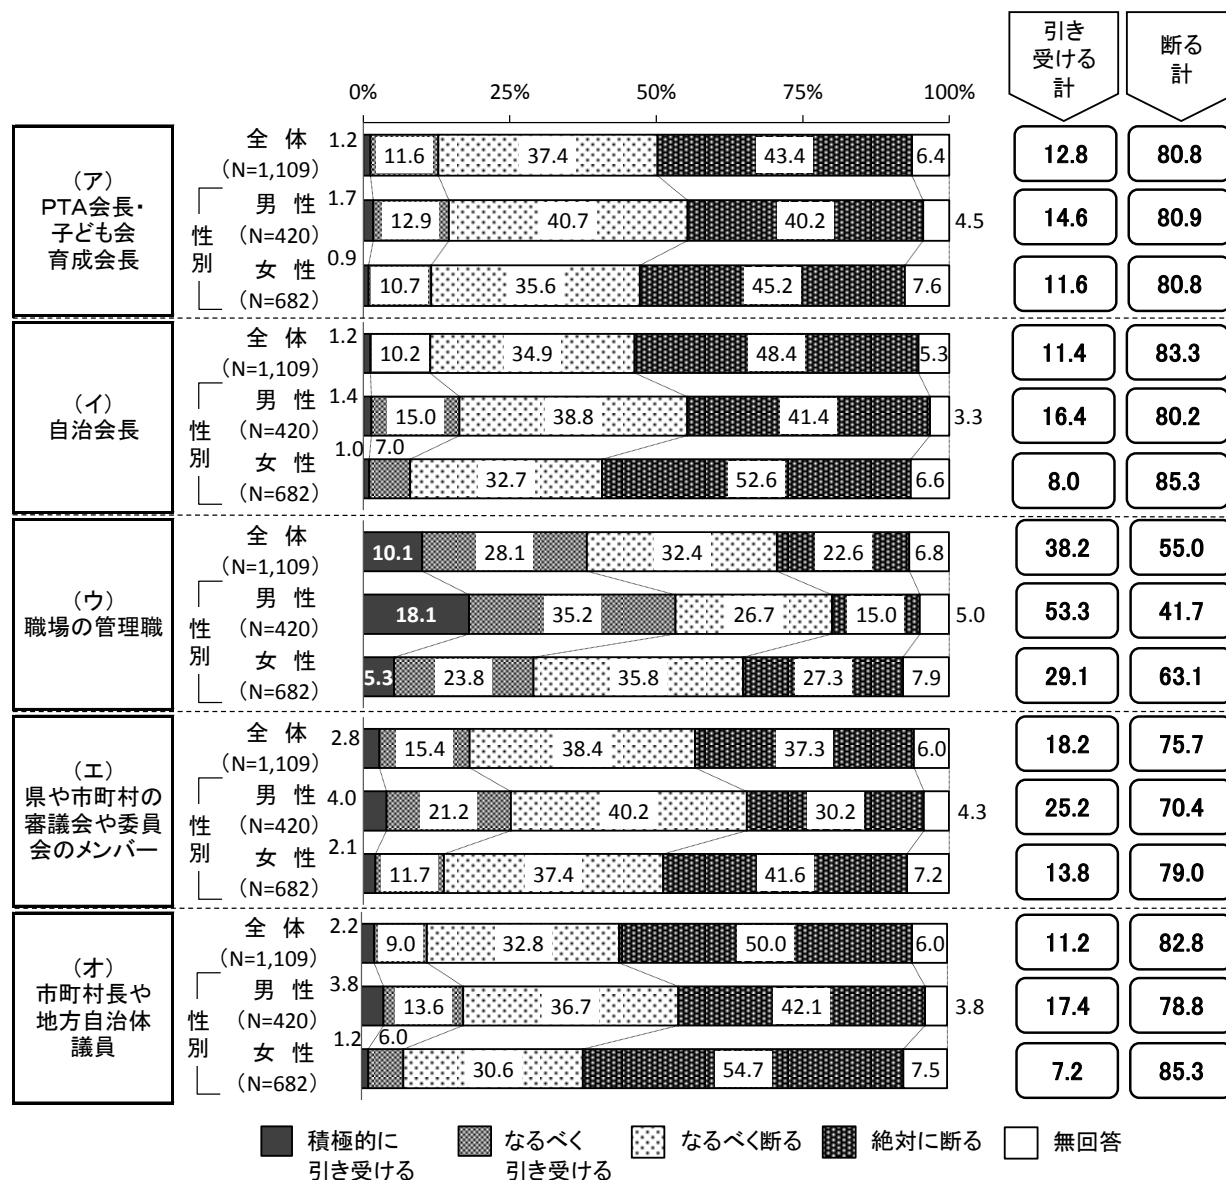 引き
受ける
計
断る
計
0%
25%
50%
75%
100%
(ア)
PTA会長・
子ども会
育成会長
性
別
全 体
(N=1,109)
1.2
11.6
37.4
43.4
6.4
12.8
80.8
男 性
(N=420)
1.7
12.9
40.7
40.2
4.5
14.6
80.9
女 性
(N=682)
0.9
10.7
35.6
45.2
7.6
11.6
80.8
(イ)
自治会長
性
別
全 体
(N=1,109)
1.2
10.2
34.9
48.4
5.3
11.4
83.3
男 性
(N=420)
1.4
15.0
38.8
41.4
3.3
16.4
80.2
女 性
(N=682)
1.0
7.0
32.7
52.6
6.6
8.0
85.3
(ウ)
職場の管理職
性
別
全 体
(N=1,109)
10.1
28.1
32.4
22.6
6.8
38.2
55.0
男 性
(N=420)
18.1
35.2
26.7
15.0
5.0
53.3
41.7
女 性
(N=682)
5.3
23.8
35.8
27.3
7.9
29.1
63.1
(エ)
県や市町村の
審議会や委員
会のメンバー
性
別
全 体
(N=1,109)
2.8
15.4
38.4
37.3
6.0
18.2
75.7
男 性
(N=420)
4.0
21.2
40.2
30.2
4.3
25.2
70.4
女 性
(N=682)
2.1
11.7
37.4
41.6
7.2
13.8
79.0
(オ)
市町村長や
地方自治体
議員
性
別
全 体
(N=1,109)
2.2
9.0
32.8
50.0
6.0
11.2
82.8
男 性
(N=420)
3.8
13.6
36.7
42.1
3.8
17.4
78.8
女 性
(N=682)
1.2
6.0
30.6
54.7
7.5
7.2
85.3
積極的に
引き受ける
なるべく
引き受ける
なるべく断る
絶対に断る
無回答